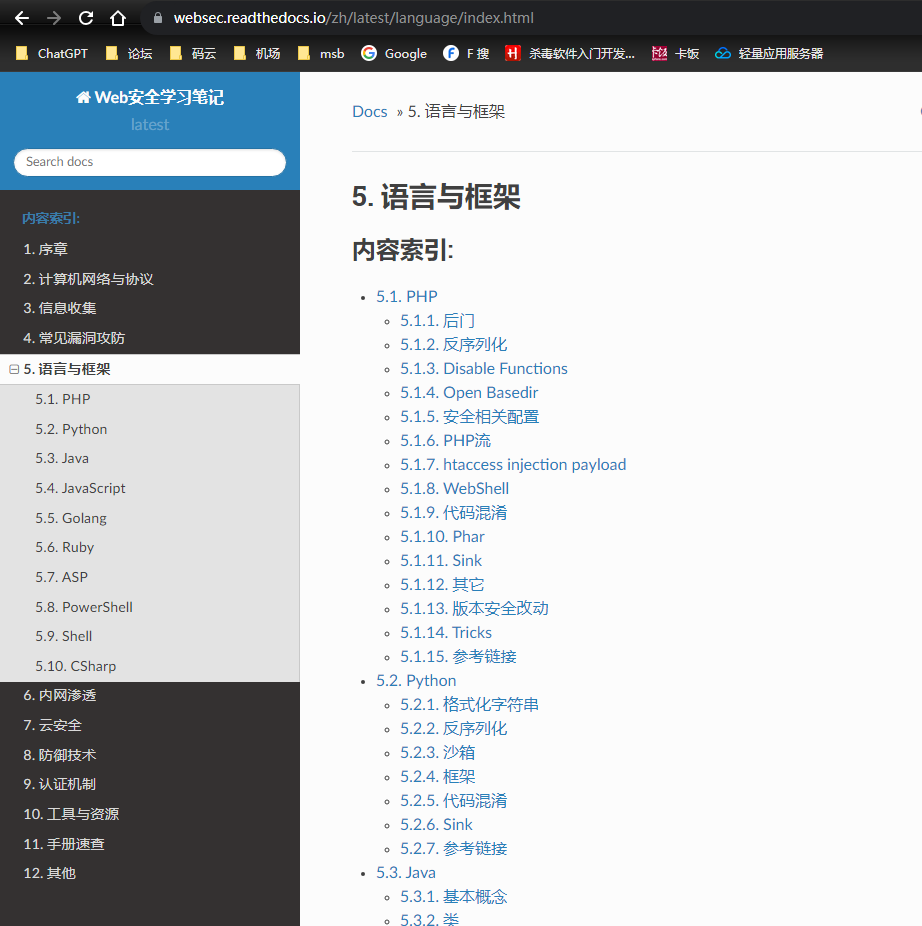 websec.readthedocs.io/zh/latest/language/index.html
ChatGPT 论坛 码云 机场 msb Google F 搜 杀毒软件入门开发... 卡饭 轻量应用服务器
Web安全学习笔记
latest
Search docs
内容索引:
1. 序章
2. 计算机网络与协议
3. 信息收集
4. 常见漏洞攻防
5. 语言与框架
5.1. PHP
5.2. Python
5.3. Java
5.4. JavaScript
5.5. Golang
5.6. Ruby
5.7. ASP
5.8. PowerShell
5.9. Shell
5.10. CSharp
6. 内网渗透
7. 云安全
8. 防御技术
9. 认证机制
10. 工具与资源
11. 手册速查
12. 其他
Docs » 5. 语言与框架
5. 语言与框架
内容索引:
5.1. PHP
5.1.1. 后门
5.1.2. 反序列化
5.1.3. Disable Functions
5.1.4. Open Basedir
5.1.5. 安全相关配置
5.1.6. PHP流
5.1.7. htaccess injection payload
5.1.8. WebShell
5.1.9. 代码混淆
5.1.10. Phar
5.1.11. Sink
5.1.12. 其它
5.1.13. 版本安全改动
5.1.14. Tricks
5.1.15. 参考链接
5.2. Python
5.2.1. 格式化字符串
5.2.2. 反序列化
5.2.3. 沙箱
5.2.4. 框架
5.2.5. 代码混淆
5.2.6. Sink
5.2.7. 参考链接
5.3. Java
5.3.1. 基本概念
5.3.2. 类